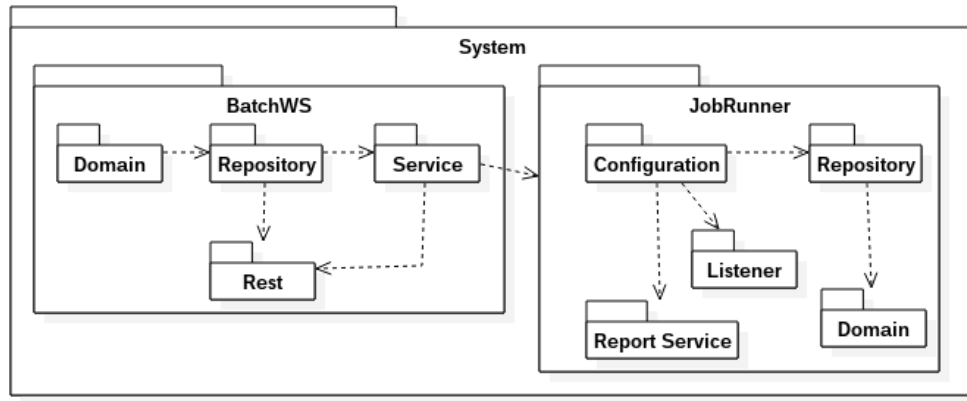 System
BatchWS
Domain
Repository
Service
Rest
JobRunner
Configuration
Repository
Listener
Report Service
Domain